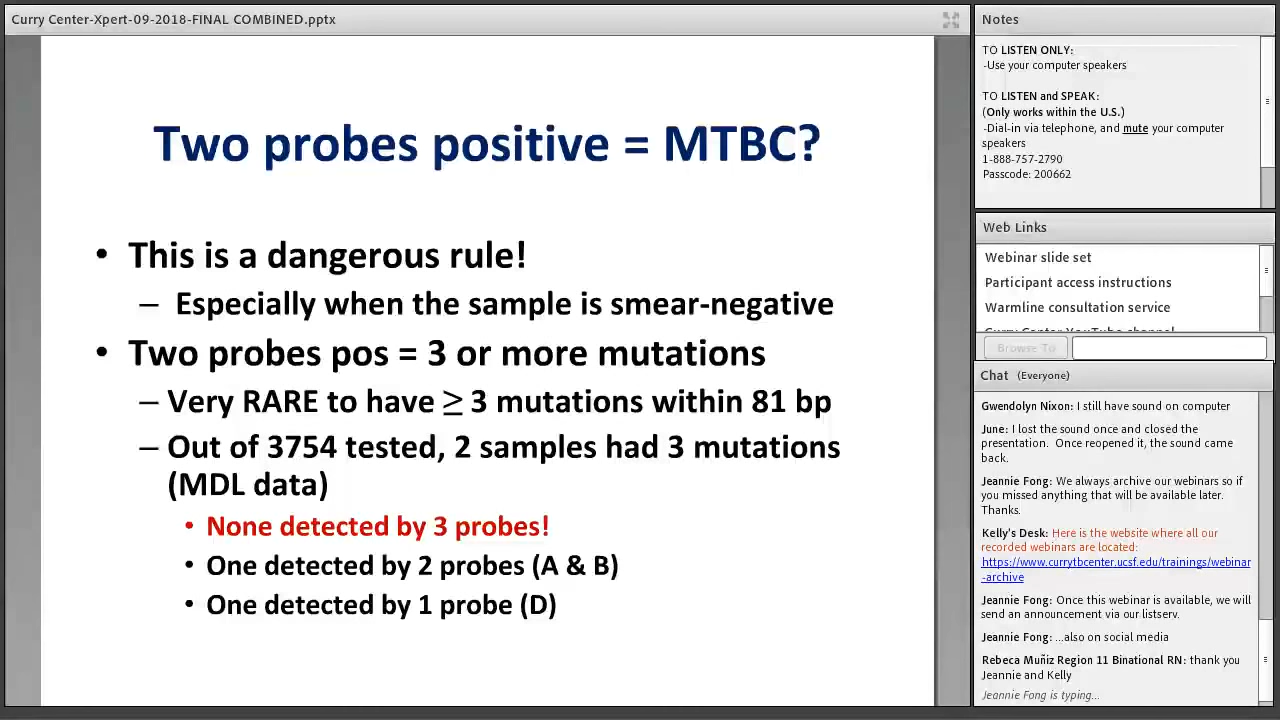 Curry Center-Xpert-09-2018-FINAL COMBINED.pptx
Two probes positive = MTBC?
• This is a dangerous rule!
– Especially when the sample is smear-negative
• Two probes pos = 3 or more mutations
– Very RARE to have ≥ 3 mutations within 81 bp
– Out of 3754 tested, 2 samples had 3 mutations
(MDL data)
• None detected by 3 probes!
• One detected by 2 probes (A & B)
• One detected by 1 probe (D)
Notes
TO LISTEN ONLY:
-Use your computer speakers
TO LISTEN and SPEAK:
(Only works within the U.S.)
-Dial-in via telephone, and mute your computer
speakers
1-888-757-2790
Passcode: 200662
Web Links
Webinar slide set
Participant access instructions
Warmline consultation service
Curry Center YouTube channel
Browse To
Chat (Everyone)
Gwendolyn Nixon: I still have sound on computer
June: I lost the sound once and closed the
presentation. Once reopened it, the sound came
back.
Jeannie Fong: We always archive our webinars so if
you missed anything that will be available later.
Thanks.
Kelly's Desk: Here is the website where all our
recorded webinars are located:
https://www.currytbcenter.ucsf.edu/trainings/webinar
-archive
Jeannie Fong: Once this webinar is available, we will
send an announcement via our listserv.
Jeannie Fong: ...also on social media
Rebeca Muñiz Region 11 Binational RN: thank you
Jeannie and Kelly
Jeannie Fong is typing...